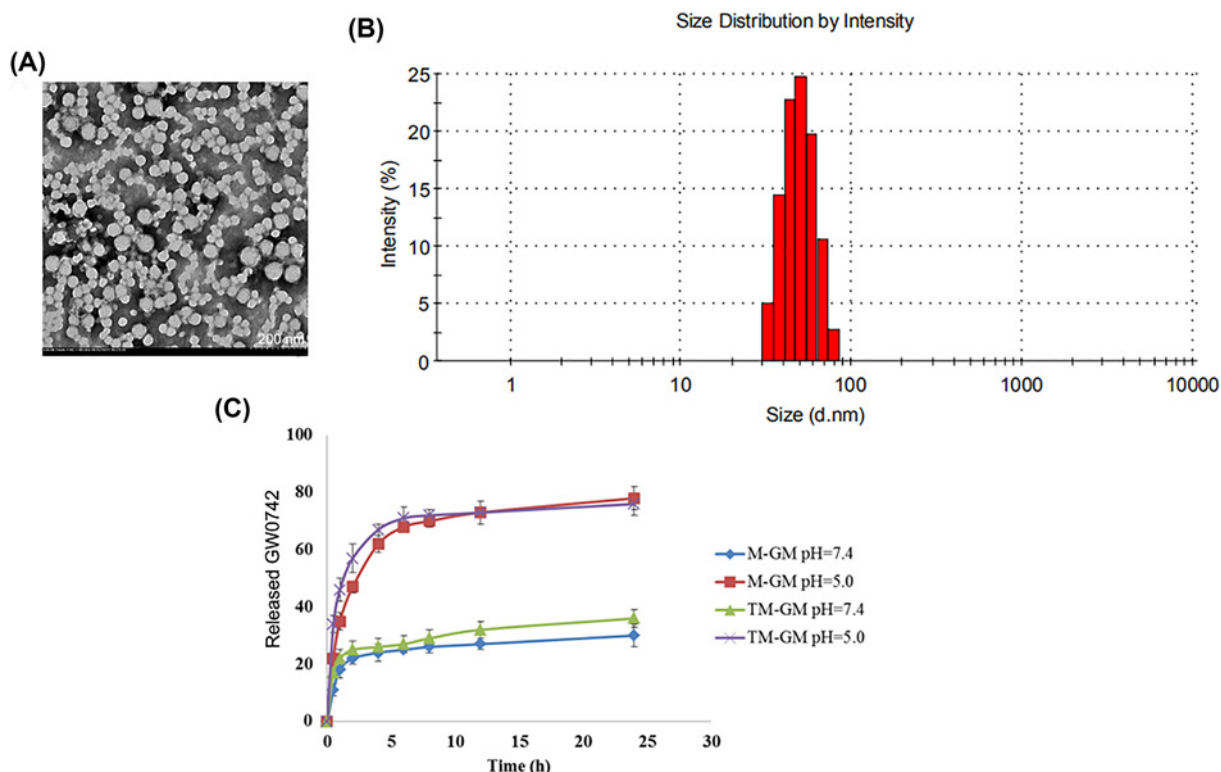 (A)
200 nm
(B)
Size Distribution by Intensity
Intensity (%)
25
20
15
10
5
0
1 10 100 1000 10000
Size (d.nm)
(C)
Released GW0742
100
80
60
40
20
0
0 5 10 15 20 25 30
Time (h)
M-GM pH=7.4
M-GM pH=5.0
TM-GM pH=7.4
TM-GM pH=5.0